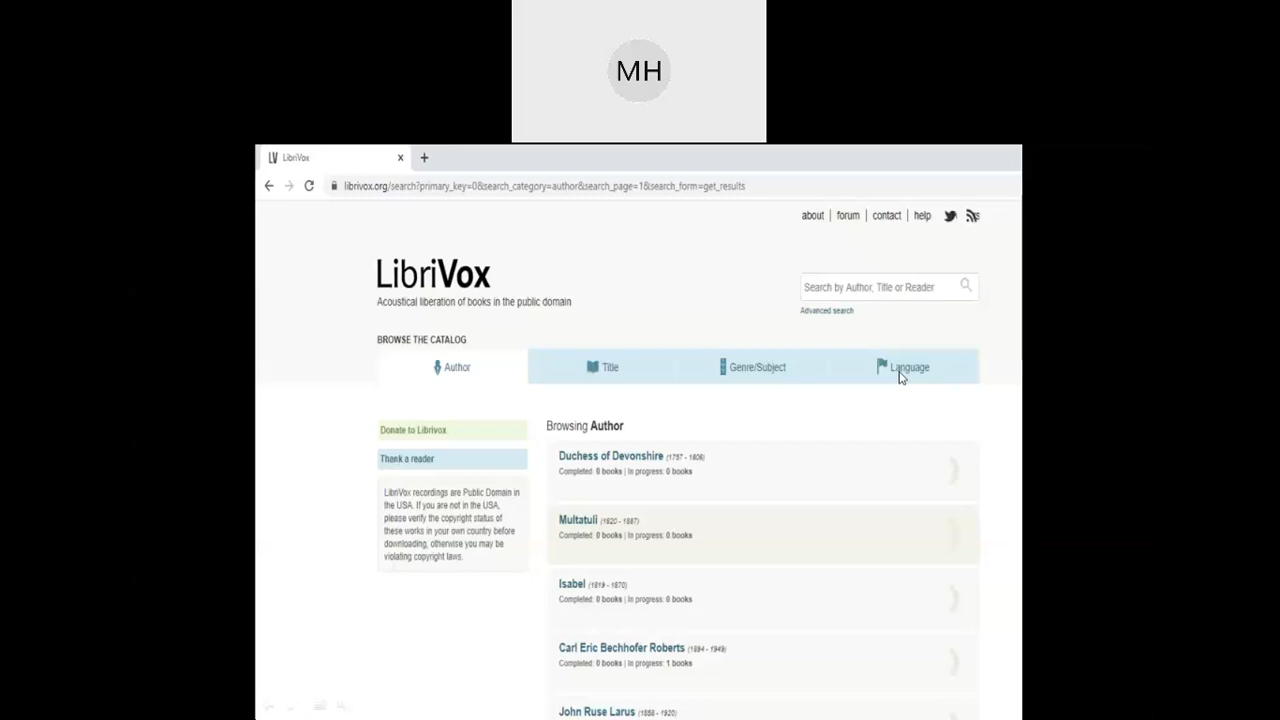 MH
LV LibriVox
librivox.org/search?primary_key=0&search_category=author&search_page=1&search_form=get_results
about | forum | contact | help
LibriVox
Acoustical liberation of books in the public domain
Search by Author, Title or Reader
Advanced search
BROWSE THE CATALOG
Author Title Genre/Subject Language
Donate to Librivox
Thank a reader
LibriVox recordings are Public Domain in
the USA. If you are not in the USA,
please verify the copyright status of
these works in your own country before
downloading, otherwise you may be
violating copyright laws.
Browsing Author
Duchess of Devonshire (1757 - 1806)
Completed: 0 books | In progress: 0 books
Multatuli (1820 - 1887)
Completed: 0 books | In progress: 0 books
Isabel (1819 - 1870)
Completed: 0 books | In progress: 0 books
Carl Eric Bechhofer Roberts (1894 - 1949)
Completed: 0 books | In progress: 1 books
John Ruse Larus (1858 - 1920)